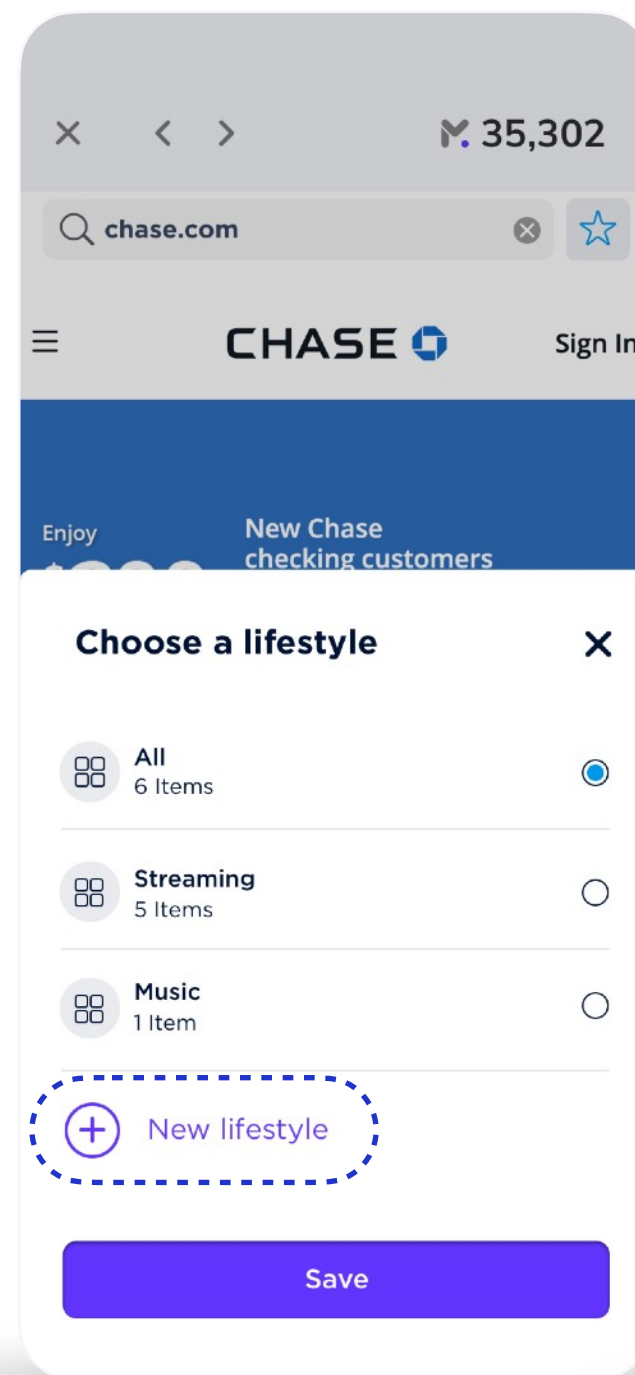 35,302
chase.com
CHASE
Sign In
Enjoy
New Chase
checking customers
Choose a lifestyle
All
6 Items
Streaming
5 Items
Music
1 Item
New lifestyle
Save